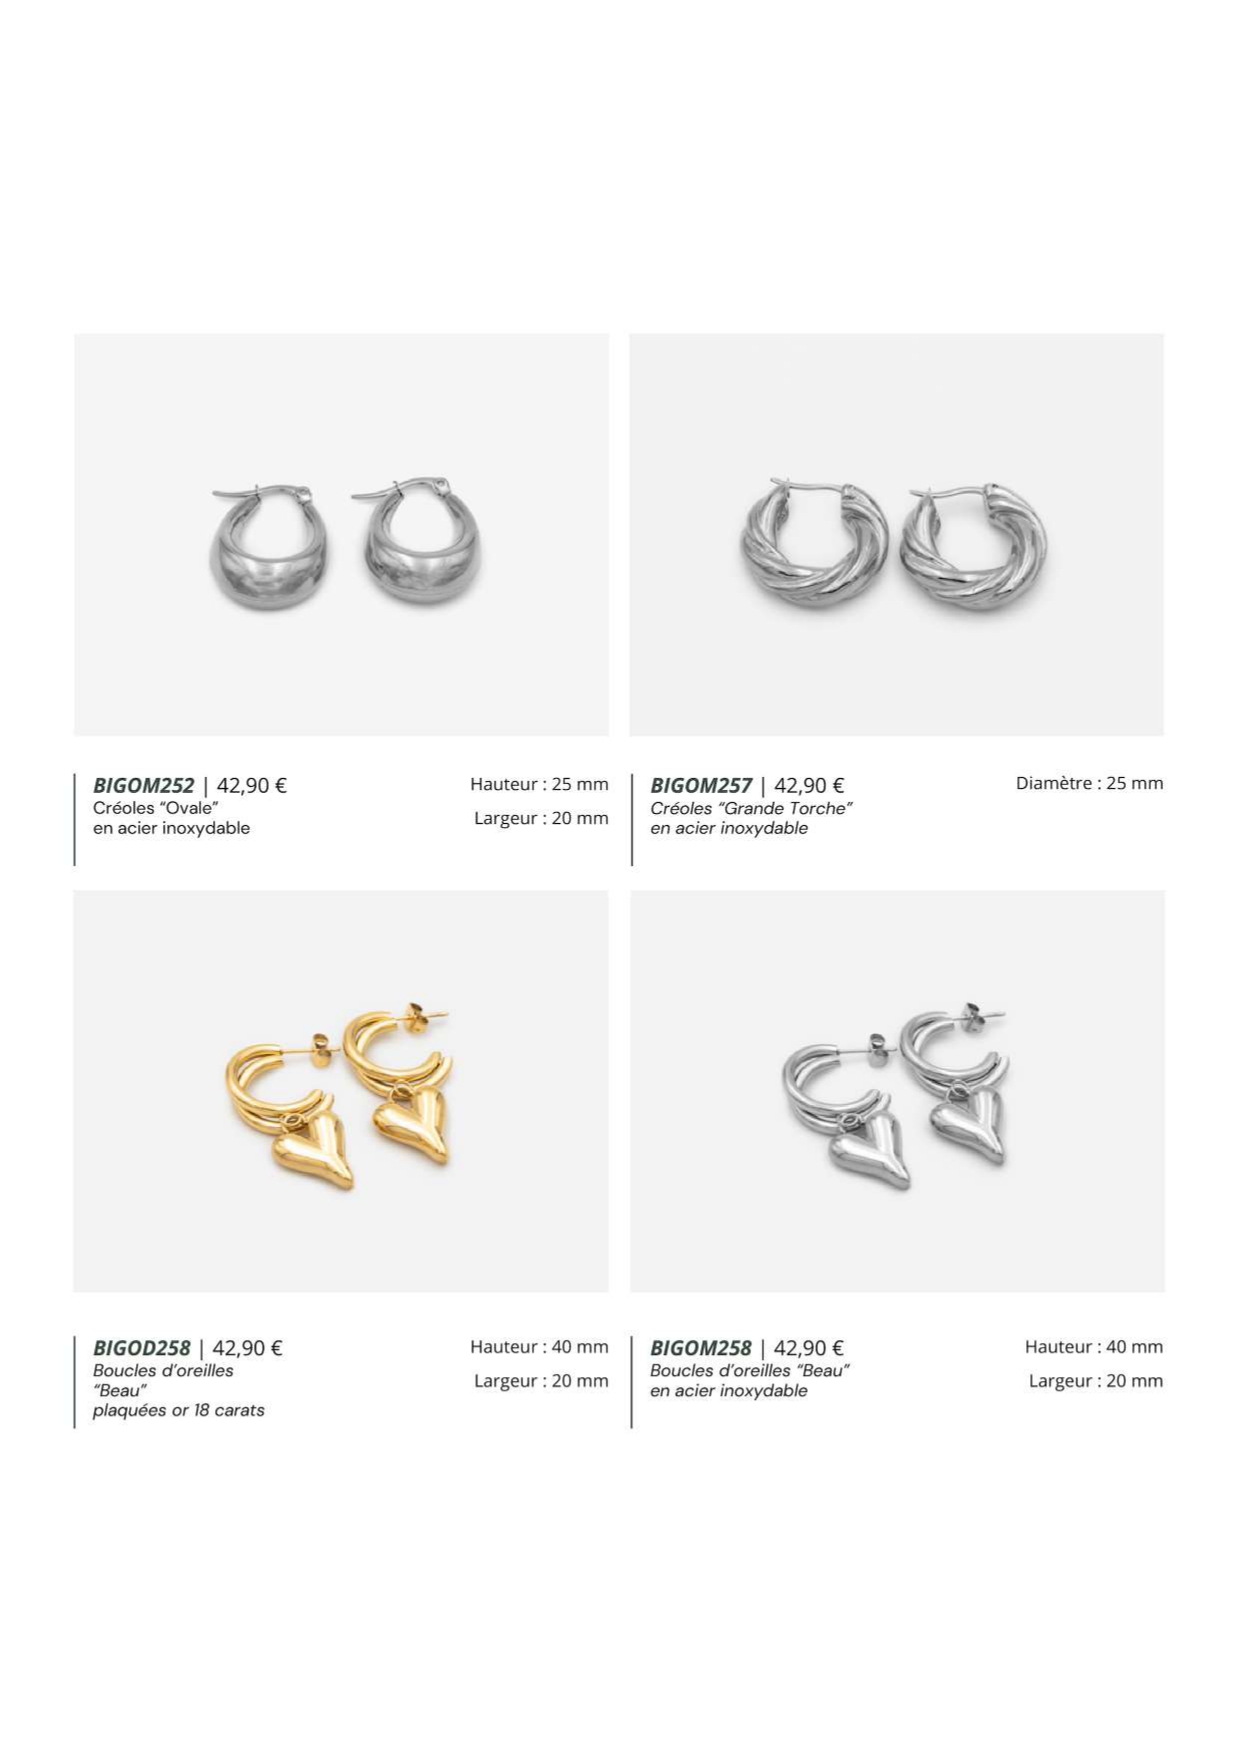 BIGOM252 | 42,90 €
Créoles “Ovale”
en acier inoxydable
Hauteur : 25 mm
Largeur : 20 mm
BIGOM257 | 42,90 €
Créoles “Grande Torche”
en acier inoxydable
Diamètre : 25 mm
BIGOD258 | 42,90 €
Boucles d’oreilles
“Beau”
plaquées or 18 carats
Hauteur : 40 mm
Largeur : 20 mm
BIGOM258 | 42,90 €
Boucles d’oreilles “Beau”
en acier inoxydable
Hauteur : 40 mm
Largeur : 20 mm